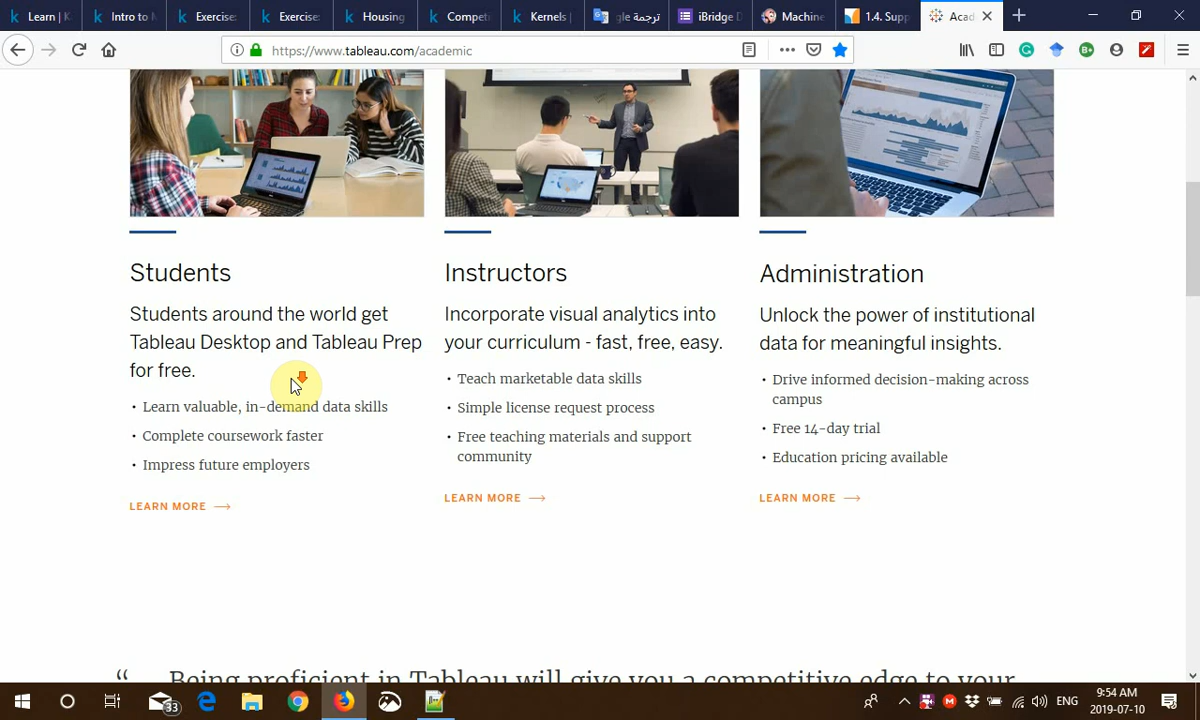 Learn | K
Intro to M
Exercise:
Exercise:
Housing
Competi
Kernels |
ترجمة gle
iBridge D
Machine
1.4. Supp
Acad
https://www.tableau.com/academic
Students
Students around the world get
Tableau Desktop and Tableau Prep
for free.
• Learn valuable, in-demand data skills
• Complete coursework faster
• Impress future employers
LEARN MORE
Instructors
Incorporate visual analytics into
your curriculum - fast, free, easy.
• Teach marketable data skills
• Simple license request process
• Free teaching materials and support
community
LEARN MORE
Administration
Unlock the power of institutional
data for meaningful insights.
• Drive informed decision-making across
campus
• Free 14-day trial
• Education pricing available
LEARN MORE
“ Being proficient in Tableau will give you a competitive edge to your
33
ENG
9:54 AM
2019-07-10